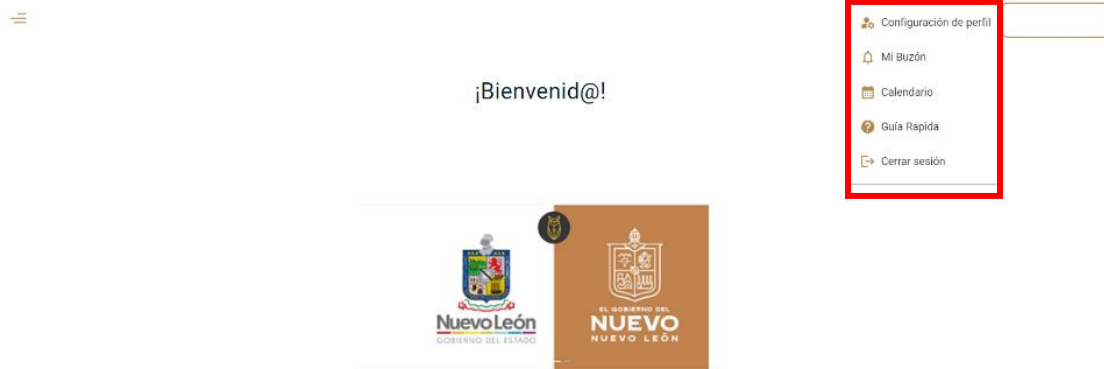 Configuración de perfil
Mi Buzón
Calendario
Guía Rapida
Cerrar sesión
¡Bienvenid@!
Nuevo León
GOBIERNO DEL ESTADO
EL GOBIERNO DEL
NUEVO
NUEVO LEÓN